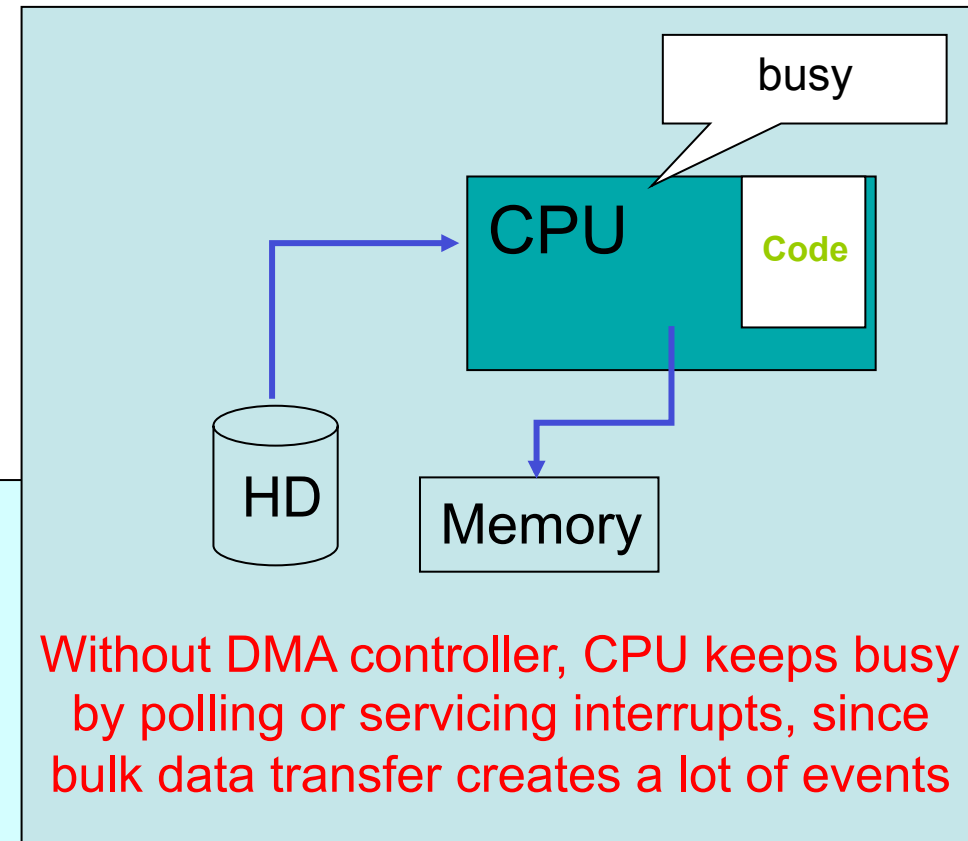 busy
CPU
Code
HD
Memory
Without DMA controller, CPU keeps busy
by polling or servicing interrupts, since
bulk data transfer creates a lot of events